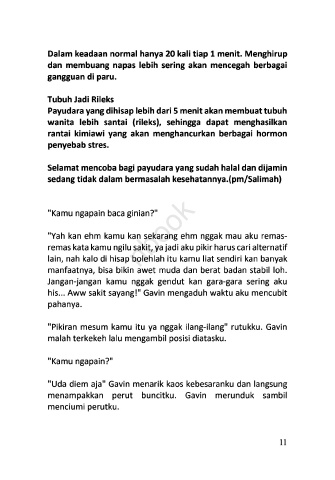 Dalam keadaan normal hanya 20 kali tiap 1 menit. Menghirup
dan membuang napas lebih sering akan mencegah berbagai
gangguan di paru.
Tubuh Jadi Rileks
Payudara yang dihisap lebih dari 5 menit akan membuat tubuh
wanita lebih santai (rileks), sehingga dapat menghasilkan
rantai kimiawi yang akan menghancurkan berbagai hormon
penyebab stres.
Selamat mencoba bagi payudara yang sudah halal dan dijamin
sedang tidak dalam bermasalah kesehatannya.(pm/Salimah)
"Kamu ngapain baca ginian?"
"Yah kan ehm kamu kan sekarang ehm nggak mau aku remas-
remas kata kamu ngilu sakit, ya jadi aku pikir harus cari alternatif
lain, nah kalo di hisap bolehlah itu kamu liat sendiri kan banyak
manfaatnya, bisa bikin awet muda dan berat badan stabil loh.
Jangan-jangan kamu nggak gendut kan gara-gara sering aku
his... Aww sakit sayang!" Gavin mengaduh waktu aku mencubit
pahanya.
"Pikiran mesum kamu itu ya nggak ilang-ilang" rutukku. Gavin
malah terkekeh lalu mengambil posisi diatasku.
"Kamu ngapain?"
"Uda diem aja" Gavin menarik kaos kebesaranku dan langsung
menampakkan perut buncitku. Gavin merunduk sambil
menciumi perutku.
11